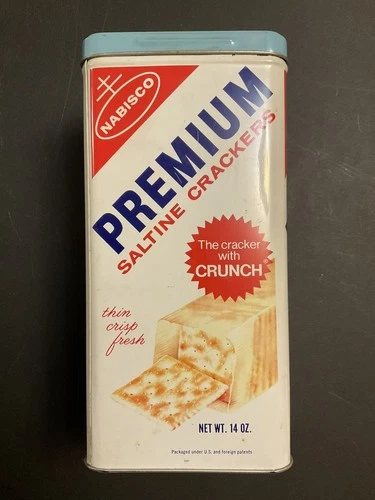 NABISCO
PREMIUM
SALTINE CRACKERS
The cracker
with
CRUNCH
thin
crisp
fresh
NET WT. 14 OZ.
Packaged under U.S. and foreign patents